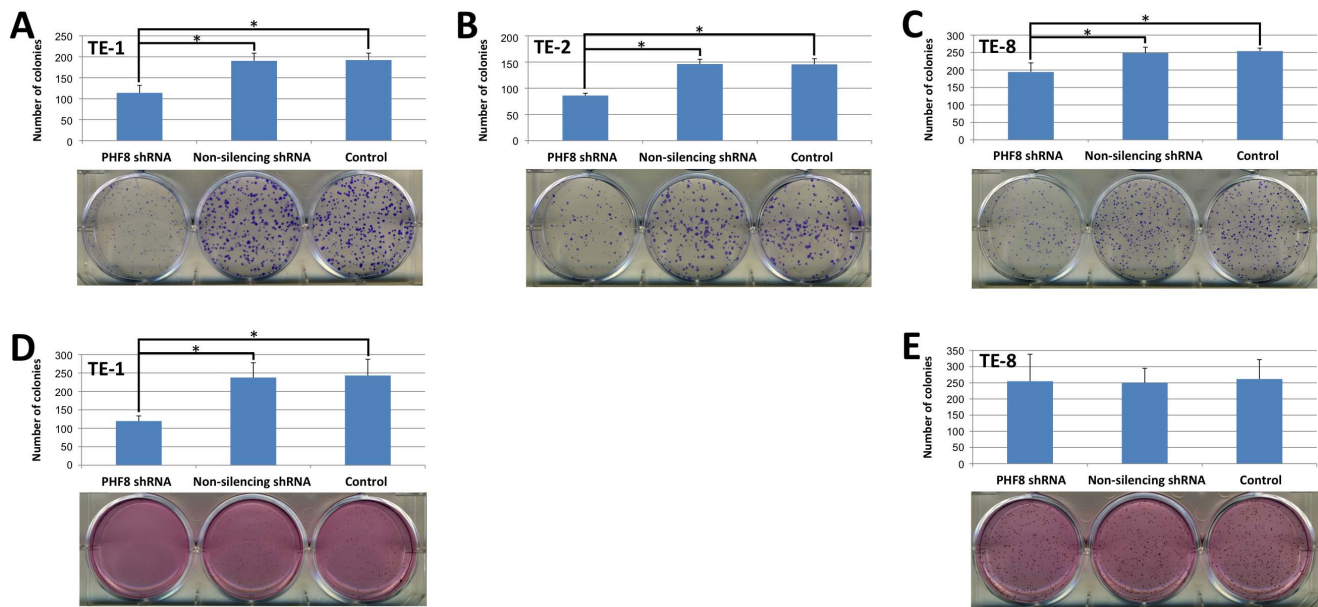 A
TE-1
*
*
Number of colonies
250
200
150
100
50
0
PHF8 shRNA Non-silencing shRNA Control
B
TE-2
*
*
Number of colonies
200
150
100
50
0
PHF8 shRNA Non-silencing shRNA Control
C
TE-8
*
*
Number of colonies
300
250
200
150
100
50
0
PHF8 shRNA Non-silencing shRNA Control
D
TE-1
*
*
Number of colonies
300
250
200
150
100
50
0
PHF8 shRNA Non-silencing shRNA Control
E
TE-8
Number of colonies
350
300
250
200
150
100
50
0
PHF8 shRNA Non-silencing shRNA Control